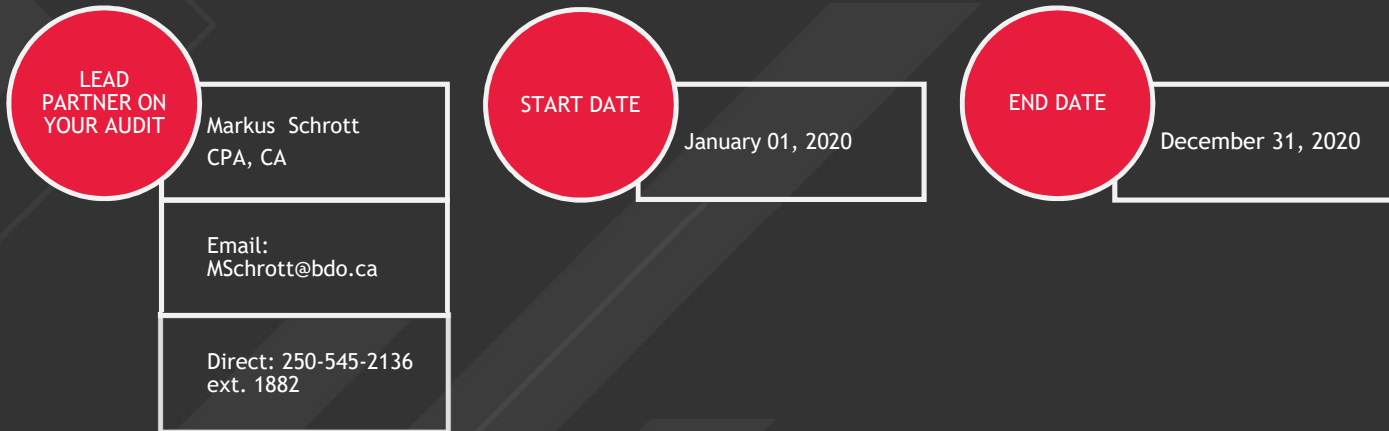 LEAD
PARTNER ON
YOUR AUDIT
Markus Schrott
CPA, CA
Email:
MSchrott@bdo.ca
Direct: 250-545-2136
ext. 1882
START DATE
January 01, 2020
END DATE
December 31, 2020